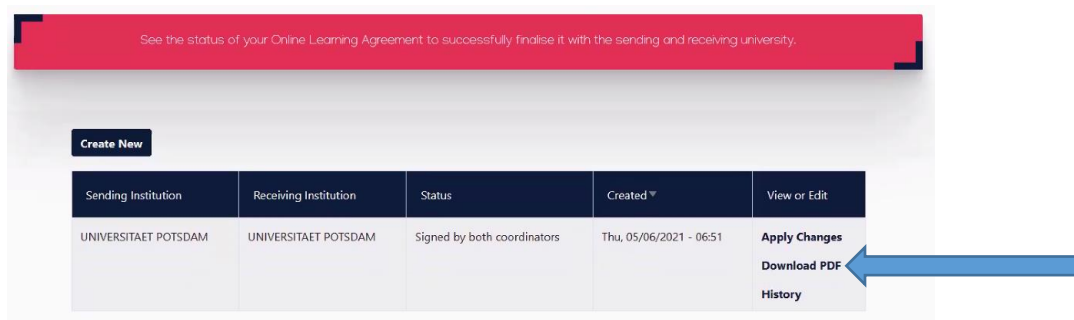 See the status of your Online Learning Agreement to successfully finalise it with the sending and receiving university.
Create New
Sending Institution Receiving Institution Status Created View or Edit
UNIVERSITAET POTSDAM UNIVERSITAET POTSDAM Signed by both coordinators Thu, 05/06/2021 - 06:51 Apply Changes
Download PDF
History